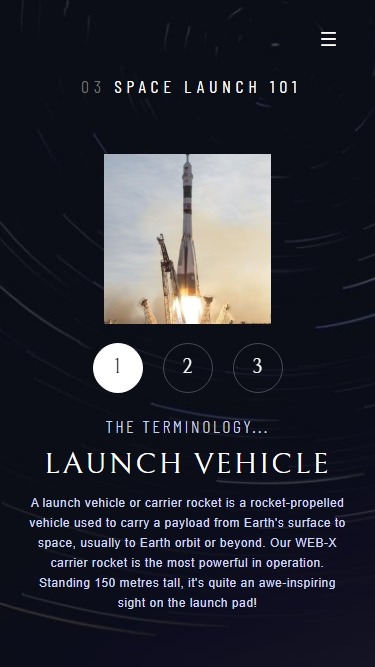 03 SPACE LAUNCH 101
1 2 3
THE TERMINOLOGY...
LAUNCH VEHICLE
A launch vehicle or carrier rocket is a rocket-propelled
vehicle used to carry a payload from Earth's surface to
space, usually to Earth orbit or beyond. Our WEB-X
carrier rocket is the most powerful in operation.
Standing 150 metres tall, it's quite an awe-inspiring
sight on the launch pad!